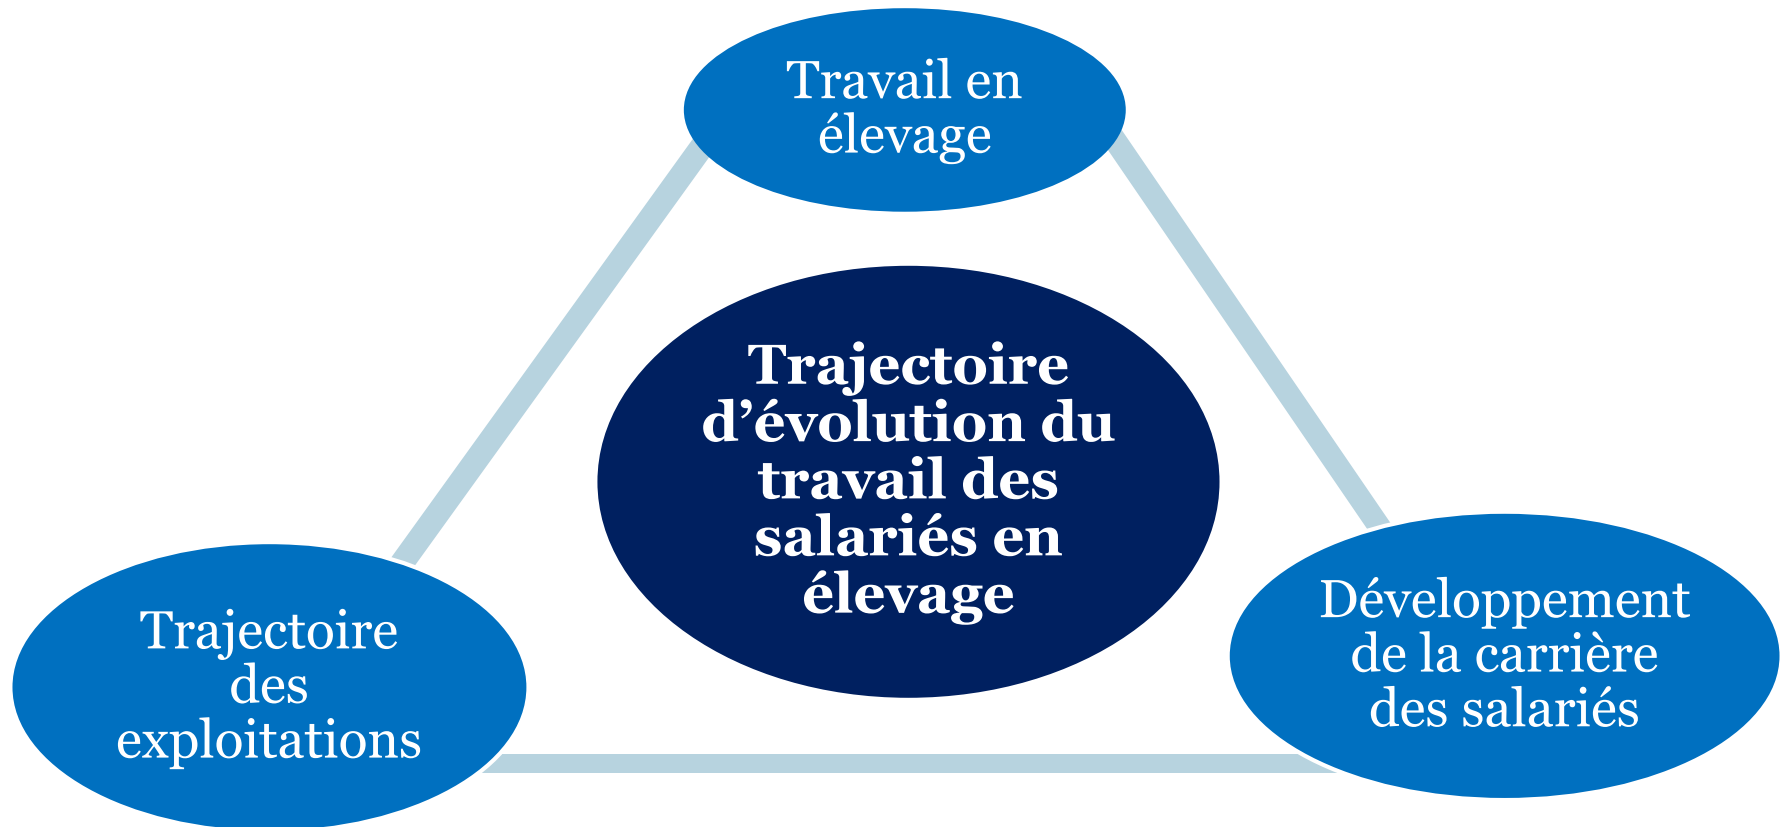 Travail en
élevage
Trajectoire
d’évolution du
travail des
salariés en
élevage
Trajectoire
des
exploitations
Développement
de la carrière
des salariés